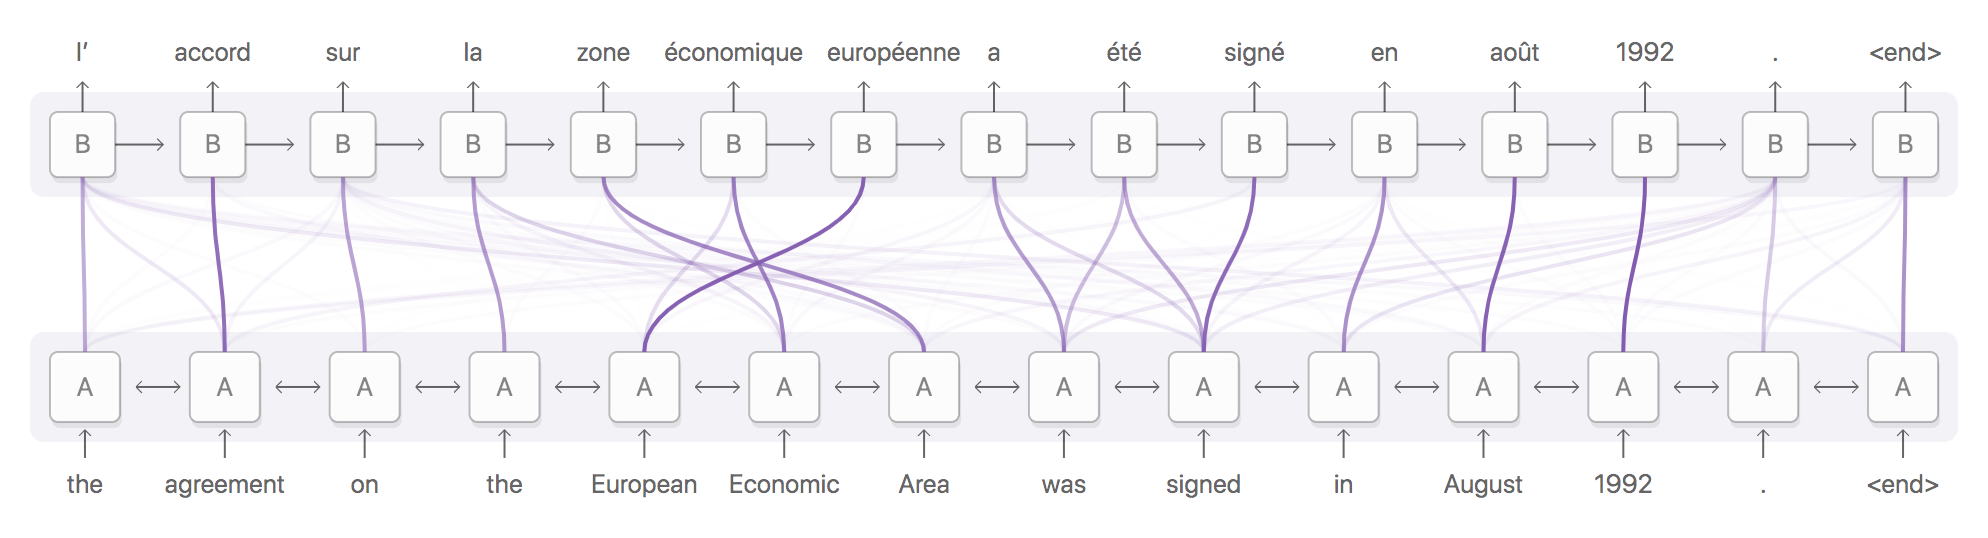 l’ accord sur la zone économique européenne a été signé en août 1992 . <end>
B B B B B B B B B B B B B B B
A A A A A A A A A A A A A A
the agreement on the European Economic Area was signed in August 1992 . <end>